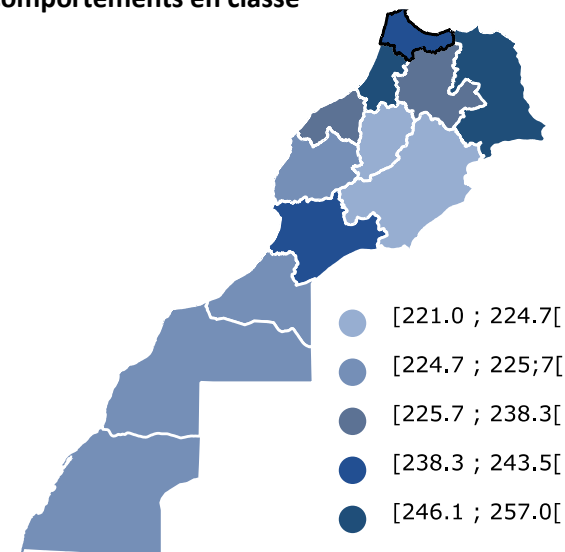 omportements en classe
[221.0 ; 224.7[
[224.7 ; 225;7[
[225.7 ; 238.3[
[238.3 ; 243.5[
[246.1 ; 257.0[